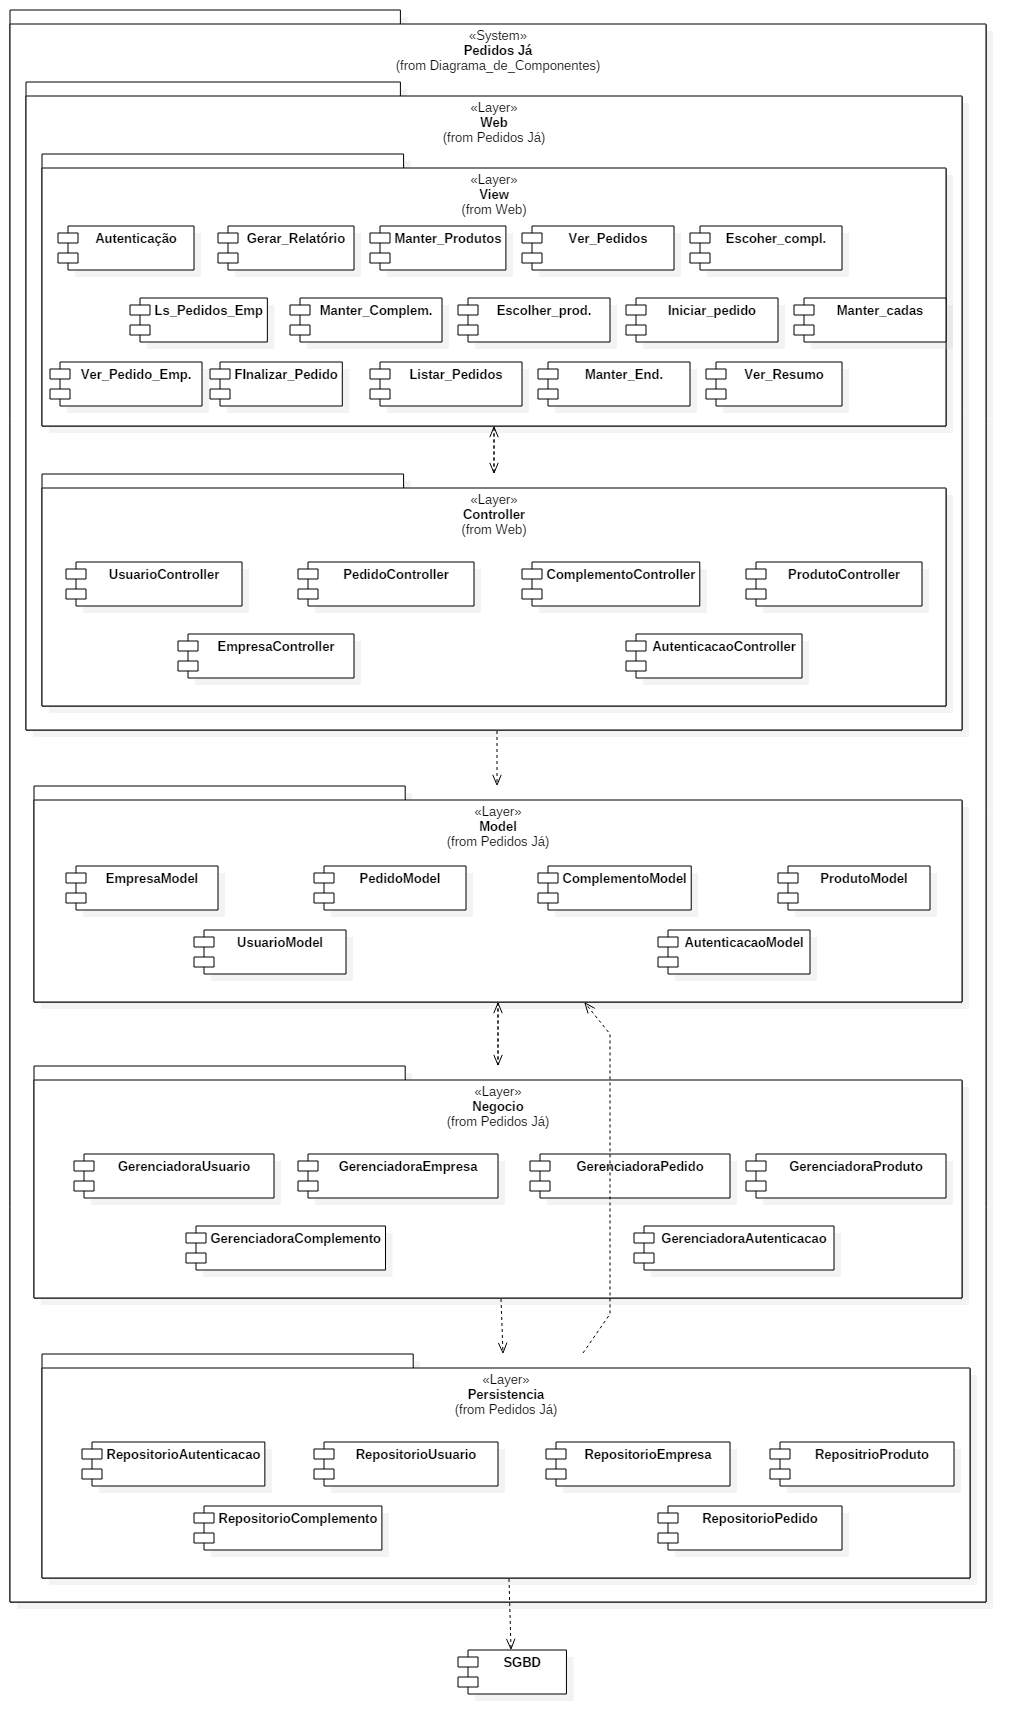 «System»
Pedidos Já
(from Diagrama_de_Componentes)
«Layer»
Web
(from Pedidos Já)
«Layer»
View
(from Web)
Autenticação
Gerar_Relatório
Manter_Produtos
Ver_Pedidos
Escoher_compl.
Ls_Pedidos_Emp
Manter_Complem.
Escolher_prod.
Iniciar_pedido
Manter_cadas
Ver_Pedido_Emp.
FInalizar_Pedido
Listar_Pedidos
Manter_End.
Ver_Resumo
«Layer»
Controller
(from Web)
UsuarioController
PedidoController
ComplementoController
ProdutoController
EmpresaController
AutenticacaoController
«Layer»
Model
(from Pedidos Já)
EmpresaModel
PedidoModel
ComplementoModel
ProdutoModel
UsuarioModel
AutenticacaoModel
«Layer»
Negocio
(from Pedidos Já)
GerenciadoraUsuario
GerenciadoraEmpresa
GerenciadoraPedido
GerenciadoraProduto
GerenciadoraComplemento
GerenciadoraAutenticacao
«Layer»
Persistencia
(from Pedidos Já)
RepositorioAutenticacao
RepositorioUsuario
RepositorioEmpresa
RepositrioProduto
RepositorioComplemento
RepositorioPedido
SGBD